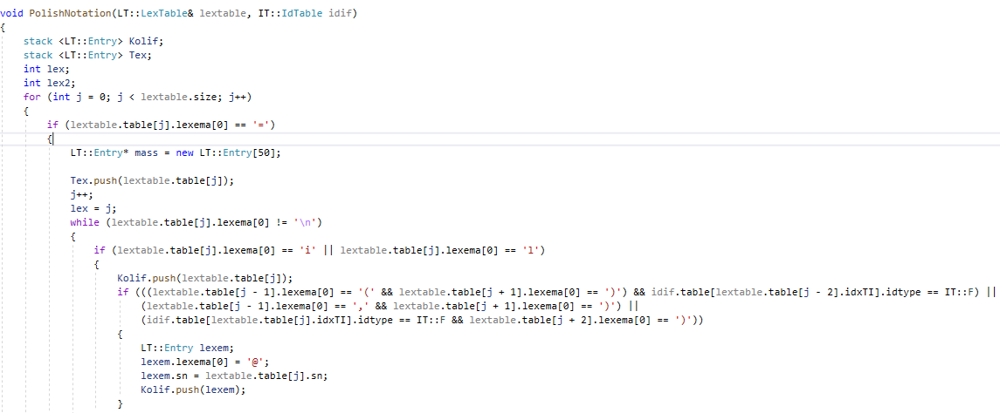 void PolishNotation(LT::LexTable& lextable, IT::IdTable idif)
{
    stack <LT::Entry> Kolif;
    stack <LT::Entry> Tex;
    int lex;
    int lex2;
    for (int j = 0; j < lextable.size; j++)
    {
        if (lextable.table[j].lexema[0] == '=')
        {
            LT::Entry* mass = new LT::Entry[50];

            Tex.push(lextable.table[j]);
            j++;
            lex = j;
            while (lextable.table[j].lexema[0] != '\n')
            {
                if (lextable.table[j].lexema[0] == 'i' || lextable.table[j].lexema[0] == 'l')
                {
                    Kolif.push(lextable.table[j]);
                    if (((lextable.table[j - 1].lexema[0] == '(' && lextable.table[j + 1].lexema[0] == ')') && idif.table[lextable.table[j - 2].idxTI].idtype == IT::F) ||
                        (lextable.table[j - 1].lexema[0] == ',' && lextable.table[j + 1].lexema[0] == ')') ||
                        (idif.table[lextable.table[j].idxTI].idtype == IT::F && lextable.table[j + 2].lexema[0] == ')'))
                    {
                        LT::Entry lexem;
                        lexem.lexema[0] = '@';
                        lexem.sn = lextable.table[j].sn;
                        Kolif.push(lexem);
                    }